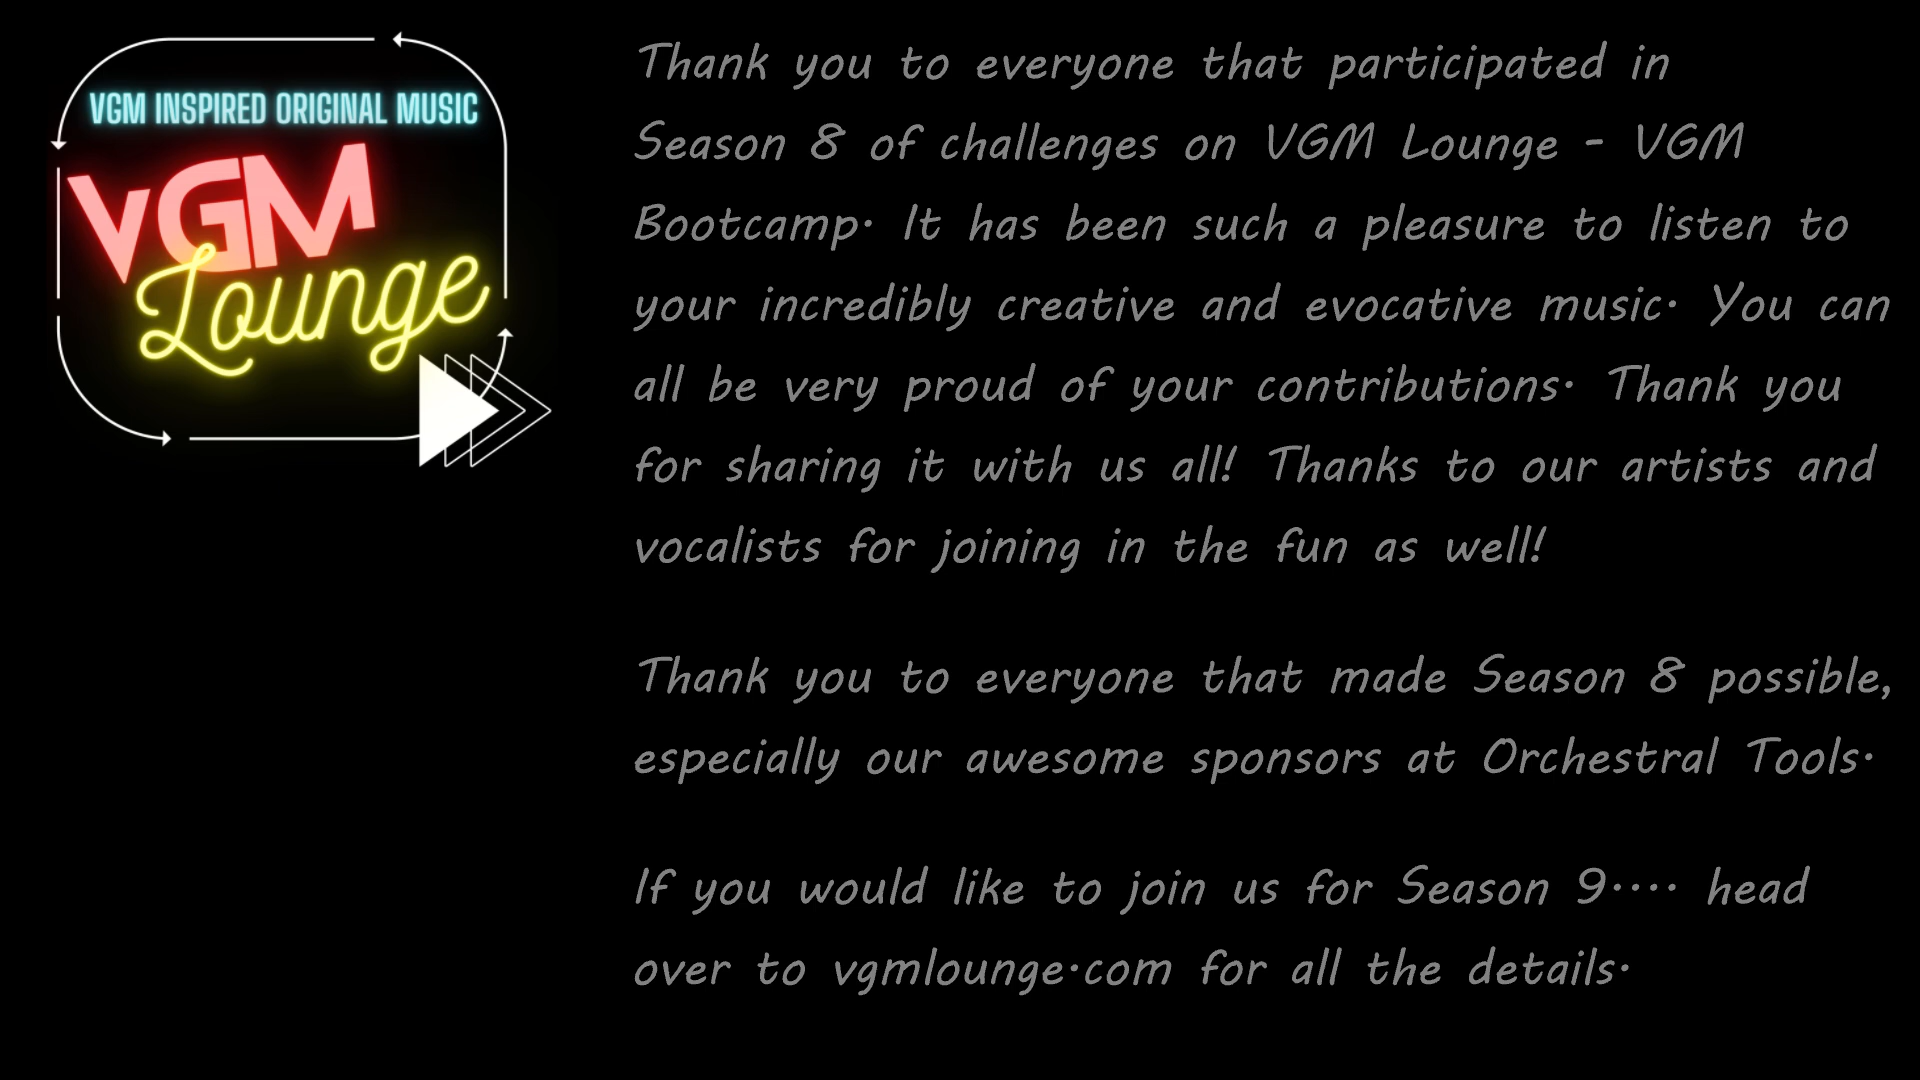 VGM INSPIRED ORIGINAL MUSIC
VGM
Lounge
Thank you to everyone that participated in
Season 8 of challenges on VGM Lounge - VGM
Bootcamp. It has been such a pleasure to listen to
your incredibly creative and evocative music. You can
all be very proud of your contributions. Thank you
for sharing it with us all! Thanks to our artists and
vocalists for joining in the fun as well!
Thank you to everyone that made Season 8 possible,
especially our awesome sponsors at Orchestral Tools.
If you would like to join us for Season 9.... head
over to vgmlounge.com for all the details.